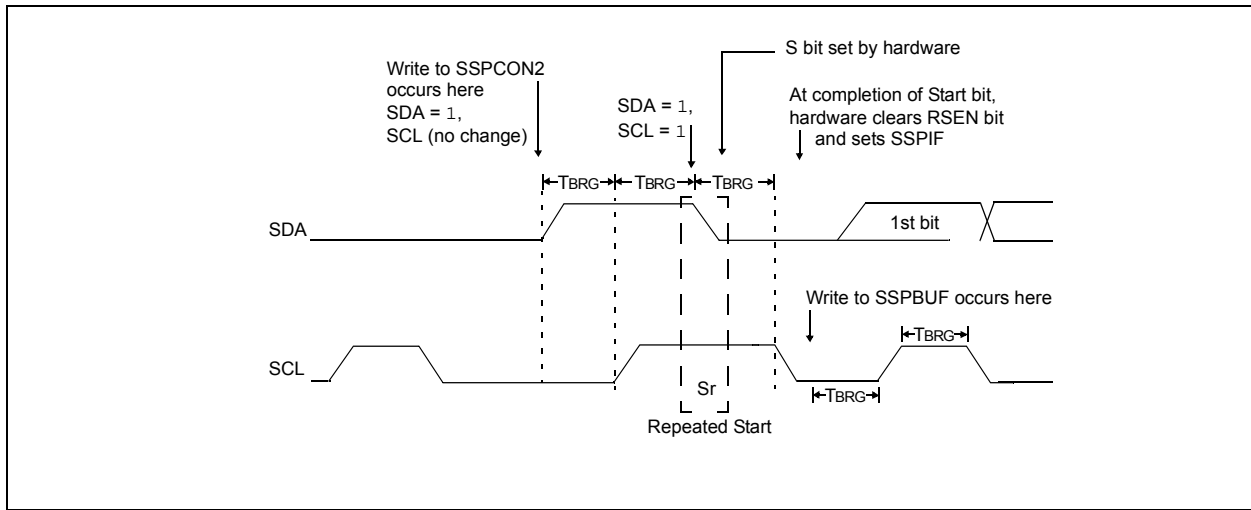 S bit set by hardware
Write to SSPCON2
occurs here
SDA = 1,
SCL (no change)
SDA = 1,
SCL = 1
At completion of Start bit,
hardware clears RSEN bit
and sets SSPIF
TBRG TBRG TBRG
SDA
1st bit
Write to SSPBUF occurs here
TBRG
SCL
Sr
TBRG
Repeated Start